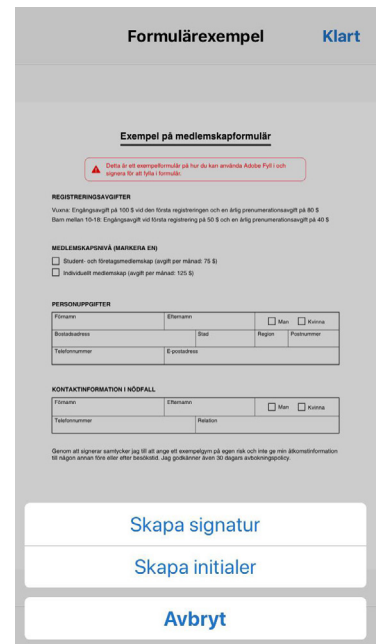 Formulärexempel Klart
Exempel på medlemskapformulär
Detta är ett exempelformulär på hur du kan använda Adobe Fyll i och
signera för att fylla i formulär.
REGISTRERINGSAVGIFTER
Vuxna: Engångsavgift på 100 $ vid den första registreringen och en årlig prenumerationsavgift på 80 $
Barn mellan 10-18: Engångsavgift vid första registrering på 50 $ och en årlig prenumerationsavgift på 40 $
MEDLEMSKAPSNIVÅ (MARKERA EN)
Student- och företagsmedlemskap (avgift per månad: 75 $)
Individuellt medlemskap (avgift per månad: 125 $)
PERSONUPPGIFTER
Förnamn Efternamn Man Kvinna
Bostadsadress Stad Region Postnummer
Telefonnummer E-postadress
KONTAKTINFORMATION I NÖDFALL
Förnamn Efternamn Man Kvinna
Telefonnummer Relation
Genom att signerar samtycker jag till att ange ett exempelgym på egen risk och inte ge min åtkomstinformation
till någon annan före eller efter besökstid. Jag godkänner även 30 dagars avbokningspolicy.
Skapa signatur
Skapa initialer
Avbryt